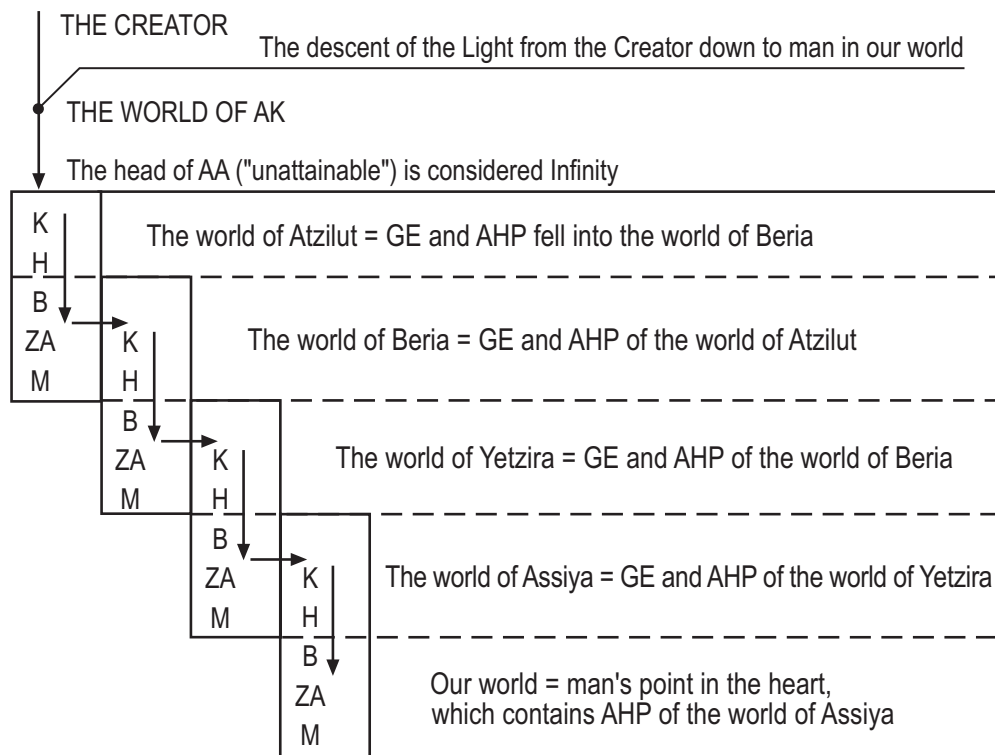 THE CREATOR
The descent of the Light from the Creator down to man in our world
THE WORLD OF AK
The head of AA ("unattainable") is considered Infinity
K
The world of Atzilut = GE and AHP fell into the world of Beria
H
B
K
The world of Beria = GE and AHP of the world of Atzilut
ZA
H
M
B
K
The world of Yetzira = GE and AHP of the world of Beria
ZA
H
M
B
K
The world of Assiya = GE and AHP of the world of Yetzira
ZA
H
M
B
Our world = man's point in the heart,
ZA
which contains AHP of the world of Assiya
M